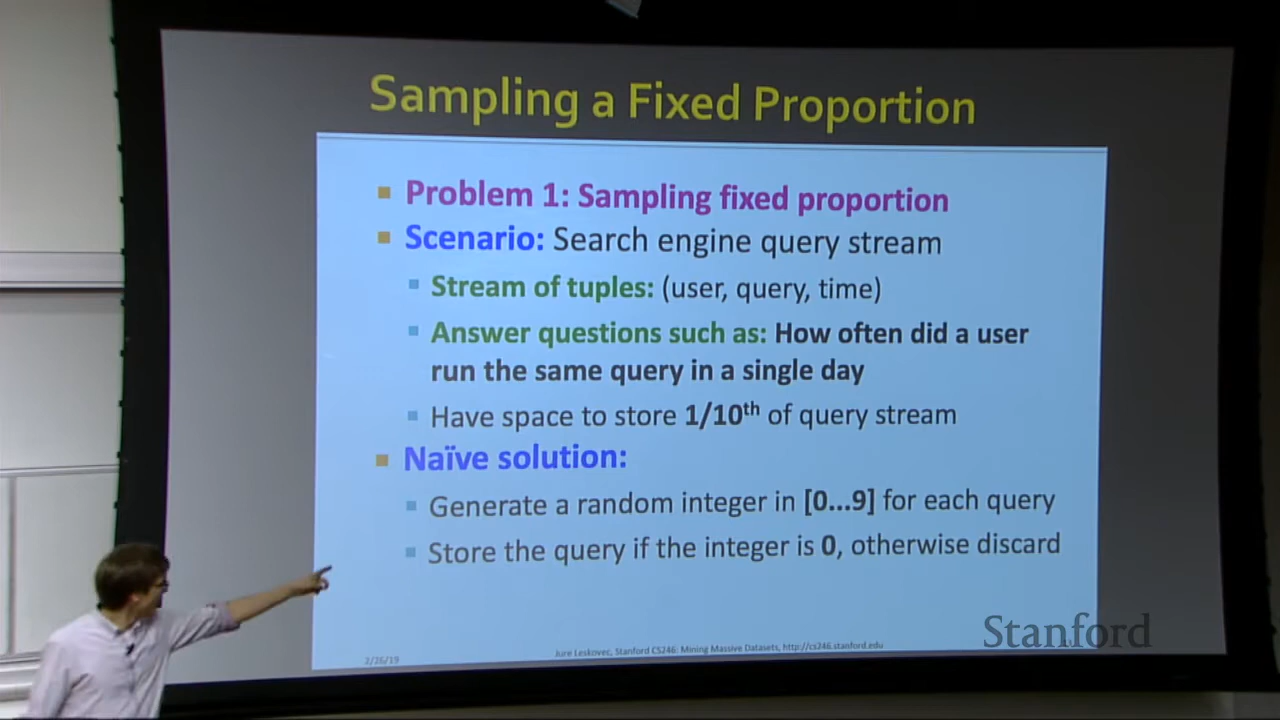 Sampling a Fixed Proportion
Problem 1: Sampling fixed proportion
Scenario: Search engine query stream
Stream of tuples: (user, query, time)
Answer questions such as: How often did a user
run the same query in a single day
Have space to store 1/10th of query stream
Naïve solution:
Generate a random integer in [0...9] for each query
Store the query if the integer is 0, otherwise discard
Stanford
2/26/19
Jure Leskovec, Stanford CS246: Mining Massive Datasets, http://cs246.stanford.edu